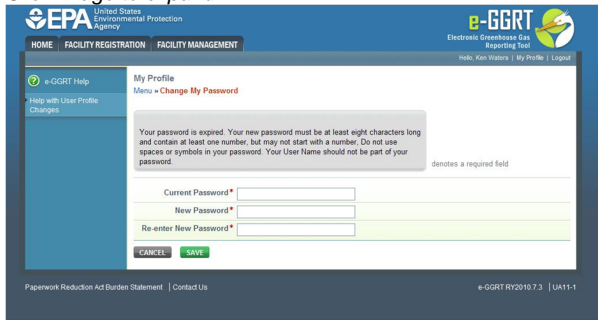 United States
Environmental Protection
Agency
EPA
e-GGRT
Electronic Greenhouse Gas
Reporting Tool
HOME FACILITY REGISTRATION FACILITY MANAGEMENT
Hello, Ken Waters | My Profile | Logout
e-GGRT Help
Help with User Profile
Changes
My Profile
Menu » Change My Password
Your password is expired. Your new password must be at least eight characters long
and contain at least one number, but may not start with a number, Do not use
spaces or symbols in your password. Your User Name should not be part of your
password.
denotes a required field
Current Password*
New Password*
Re-enter New Password*
CANCEL SAVE
Paperwork Reduction Act Burden Statement | Contact Us
e-GGRT RY2010.7.3 | UA11-1